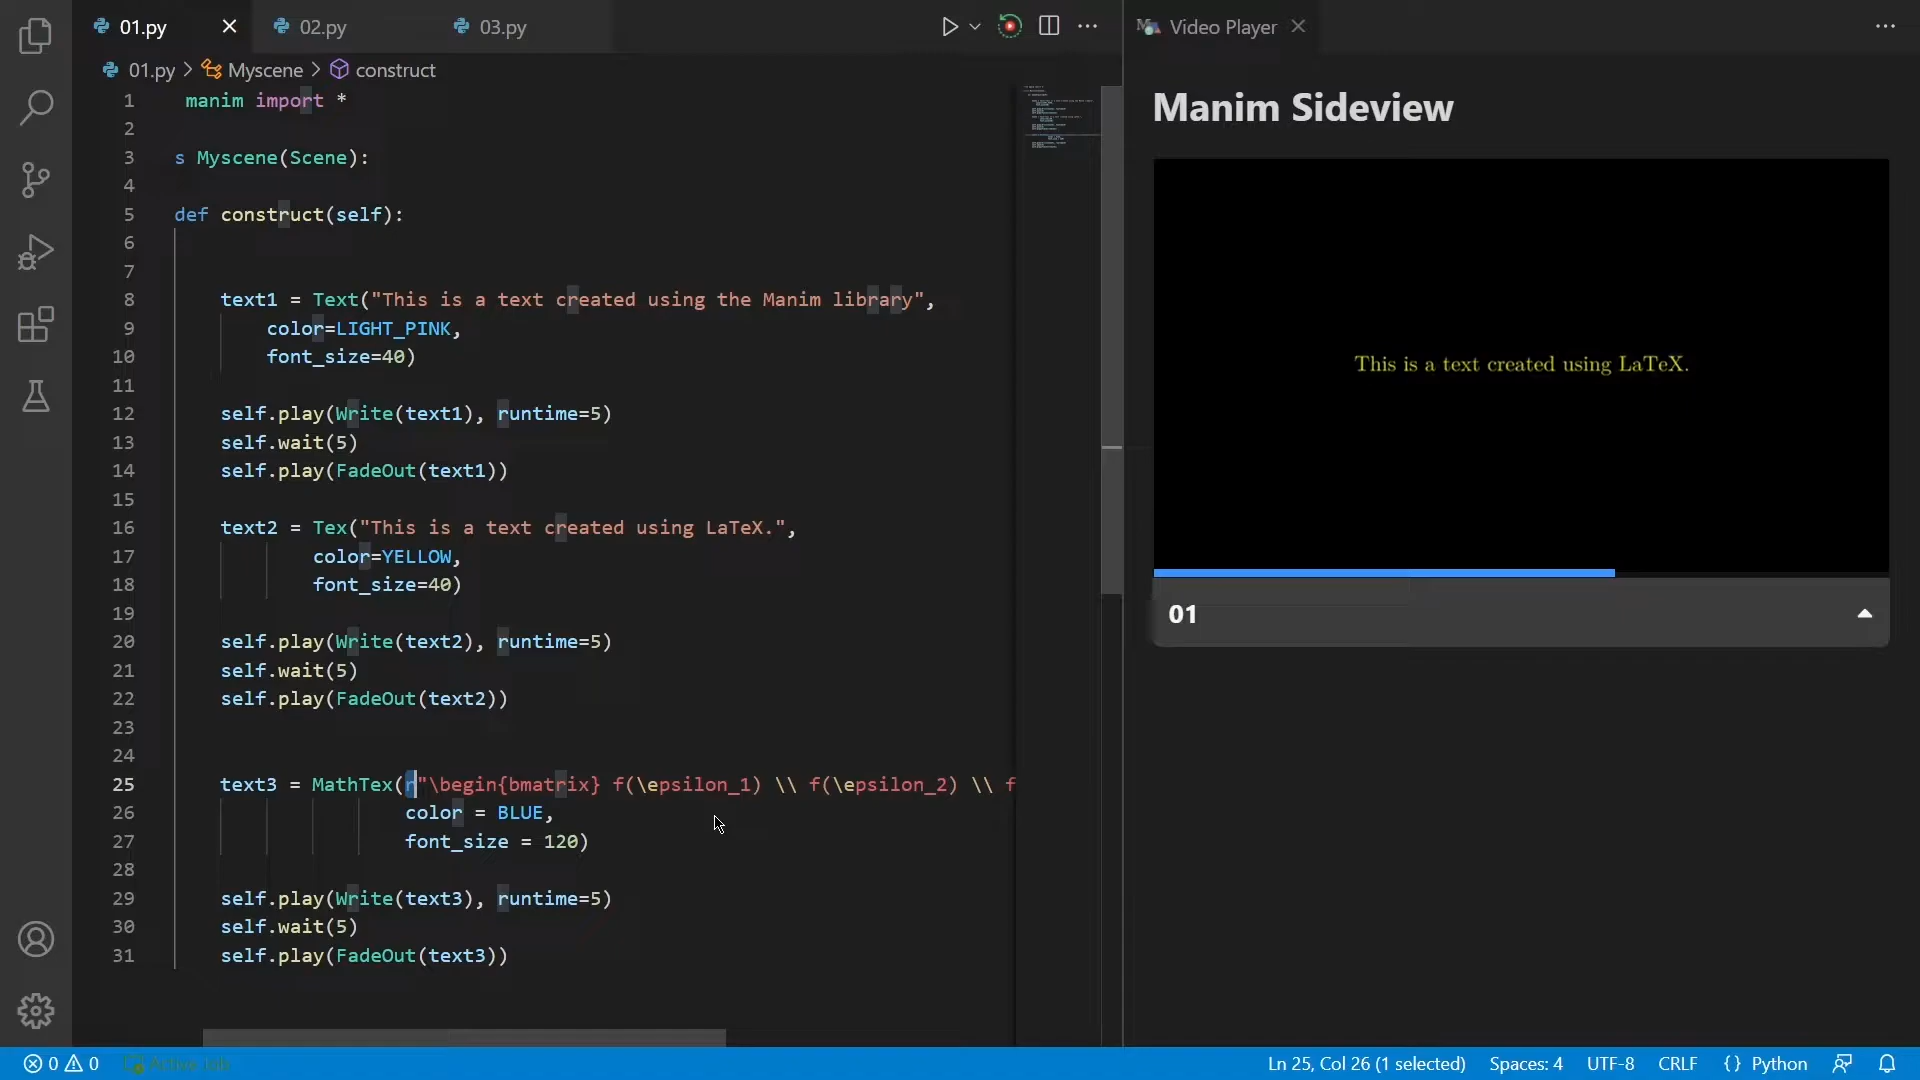 01.py
02.py
03.py
Video Player
01.py > Myscene > construct
1 manim import *
2
3 s Myscene(Scene):
4
5 def construct(self):
6
7
8 text1 = Text("This is a text created using the Manim library",
9 color=LIGHT_PINK,
10 font_size=40)
11
12 self.play(Write(text1), runtime=5)
13 self.wait(5)
14 self.play(FadeOut(text1))
15
16 text2 = Tex("This is a text created using LaTeX.",
17 color=YELLOW,
18 font_size=40)
19
20 self.play(Write(text2), runtime=5)
21 self.wait(5)
22 self.play(FadeOut(text2))
23
24
25 text3 = MathTex(r"\begin{bmatrix} f(\epsilon_1) \\ f(\epsilon_2) \\ f
26 color = BLUE,
27 font_size = 120)
28
29 self.play(Write(text3), runtime=5)
30 self.wait(5)
31 self.play(FadeOut(text3))
Manim Sideview
This is a text created using LaTeX.
01
0 0
Ln 25, Col 26 (1 selected)
Spaces: 4
UTF-8
CRLF
{} Python